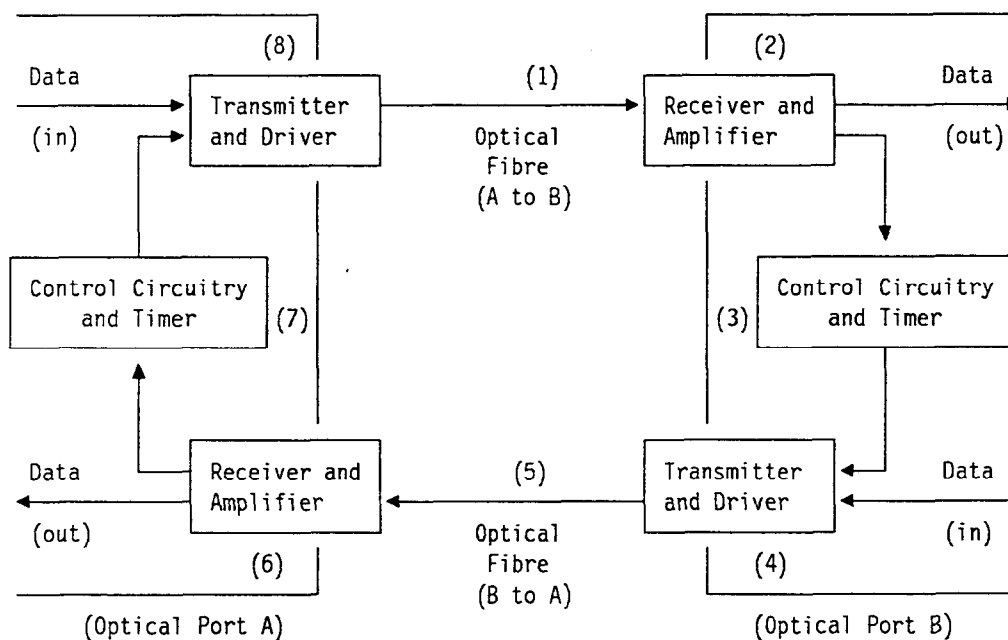 (8)
(2)
Data
(1)
Data
Transmitter
and Driver
Receiver and
Amplifier
(in)
Optical
Fibre
(A to B)
(out)
Control Circuitry
and Timer
(7)
(3)
Control Circuitry
and Timer
Data
Receiver and
Amplifier
(5)
Transmitter
and Driver
Data
(out)
Optical
Fibre
(B to A)
(in)
(6)
(4)
(Optical Port A)
(Optical Port B)